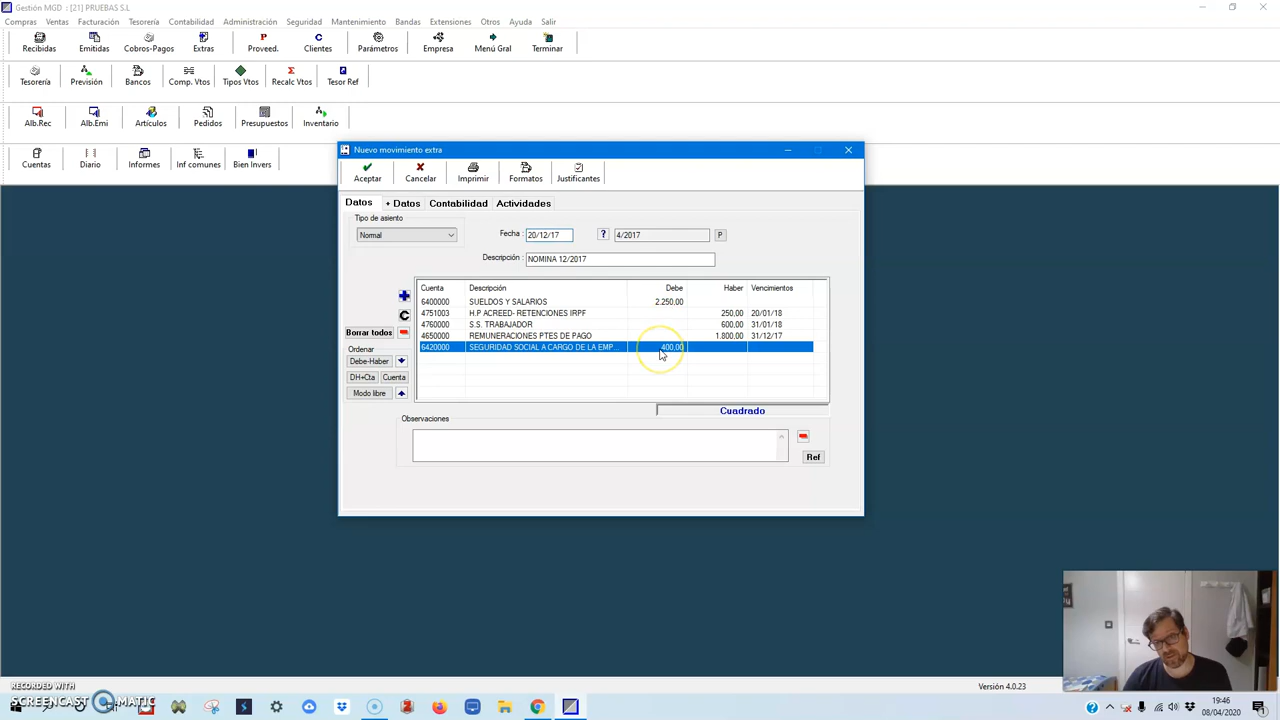 Gestión MGD : [21] PRUEBAS S.L
Compras Ventas Facturación Tesorería Contabilidad Administración Seguridad Mantenimiento Bandas Extensiones Otros Ayuda Salir
Recibidas Emitidas Cobros-Pagos Extras Proveed. Clientes Parámetros Empresa Menú Gral Terminar
Tesorería Previsión Bancos Comp. Vtos Tipos Vtos Recalc Vtos Tesor Ref
Alb.Rec Alb.Emi Artículos Pedidos Presupuestos Inventario
Cuentas Diario Informes Inf comunes Bien Invers
Nuevo movimiento extra
Aceptar Cancelar Imprimir Formatos Justificantes
Datos + Datos Contabilidad Actividades
Tipo de asiento
Normal Fecha : 20/12/17 ? 4/2017 P
Descripción : NOMINA 12/2017
Cuenta Descripción Debe Haber Vencimientos
6400000 SUELDOS Y SALARIOS 2.250,00
4751003 H.P ACREED- RETENCIONES IRPF 250,00 20/01/18
4760000 S.S. TRABAJADOR 600,00 31/01/18
4650000 REMUNERACIONES PTES DE PAGO 1.800,00 31/12/17
6420000 SEGURIDAD SOCIAL A CARGO DE LA EMP... 400,00
Borrar todos
Ordenar
Debe-Haber
DH+Cta Cuenta
Modo libre
Cuadrado
Observaciones
Ref
Versión 4.0.23
RECORDED WITH
SCREENCAST MATIC
19:46
08/04/2020